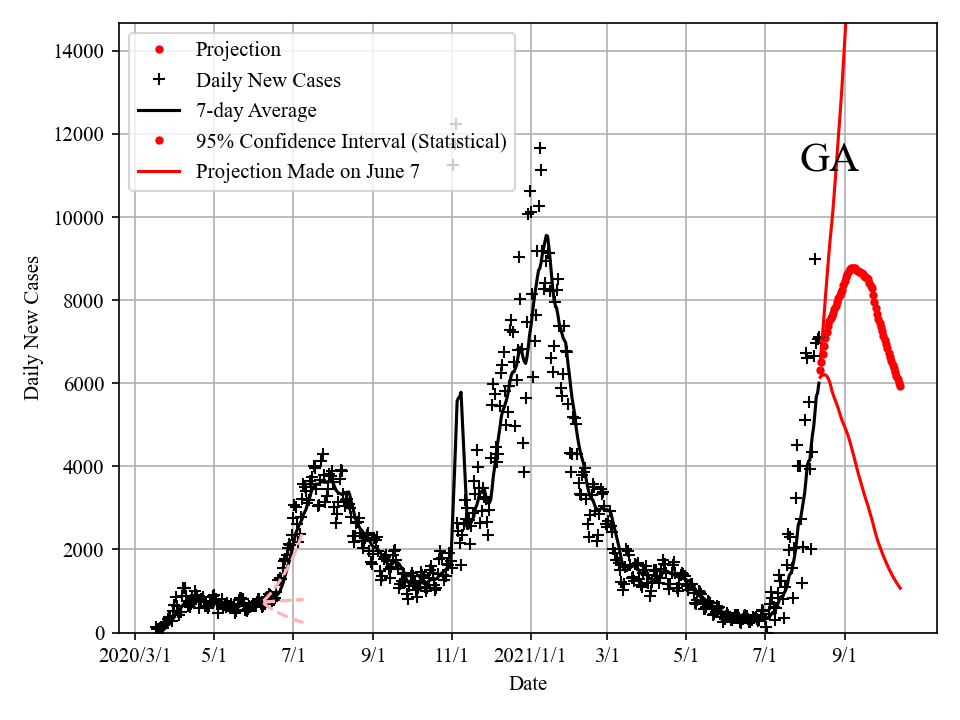 14000
12000
10000
8000
6000
4000
2000
0
Daily New Cases
Projection
Daily New Cases
7-day Average
95% Confidence Interval (Statistical)
Projection Made on June 7
GA
2020/3/1 5/1 7/1 9/1 11/1 2021/1/1 3/1 5/1 7/1 9/1
Date